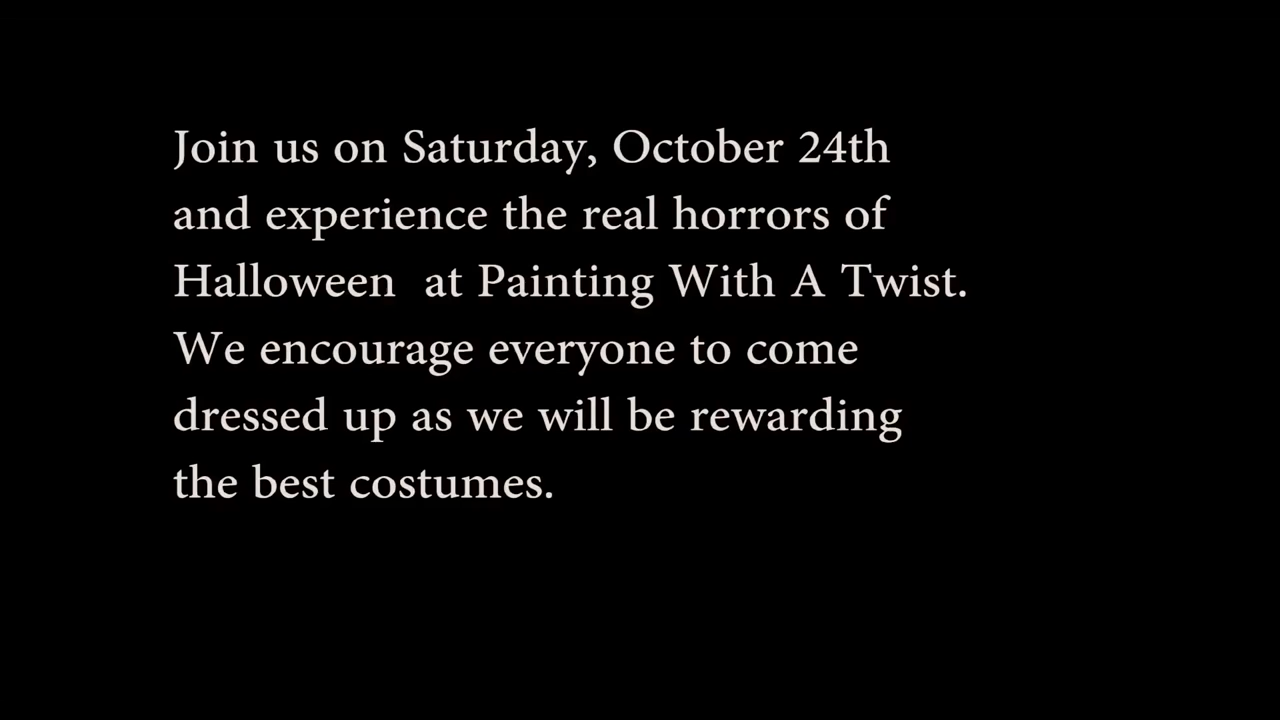 Join us on Saturday, October 24th
and experience the real horrors of
Halloween  at Painting With A Twist.
We encourage everyone to come
dressed up as we will be rewarding
the best costumes.